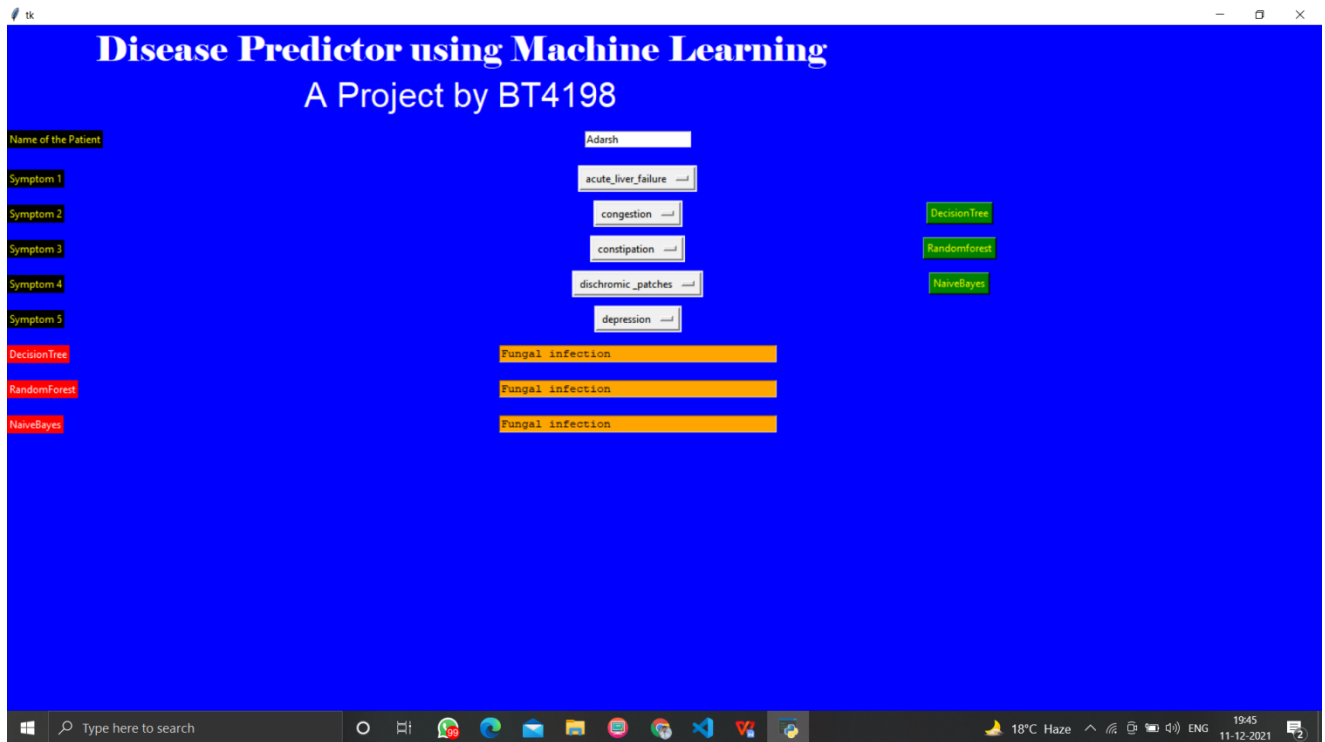 tk
Disease Predictor using Machine Learning
A Project by BT4198
Name of the Patient
Adarsh
Symptom 1
acute_liver_failure
Symptom 2
congestion
DecisionTree
Symptom 3
constipation
Randomforest
Symptom 4
dischromic _patches
NaiveBayes
Symptom 5
depression
DecisionTree
Fungal infection
RandomForest
Fungal infection
NaiveBayes
Fungal infection
Type here to search
99
18°C Haze
ENG
19:45
11-12-2021
2